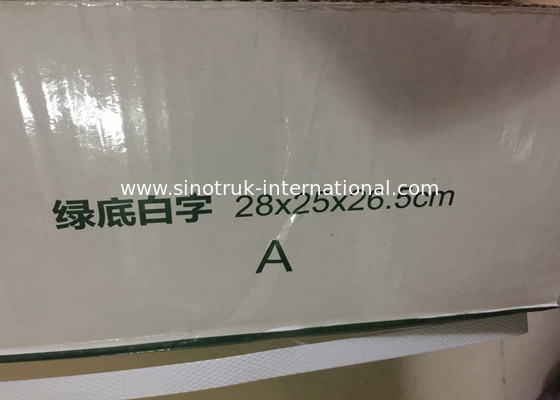 www.sinotruk-international.com
绿底白字 28x25x26.5cm
A